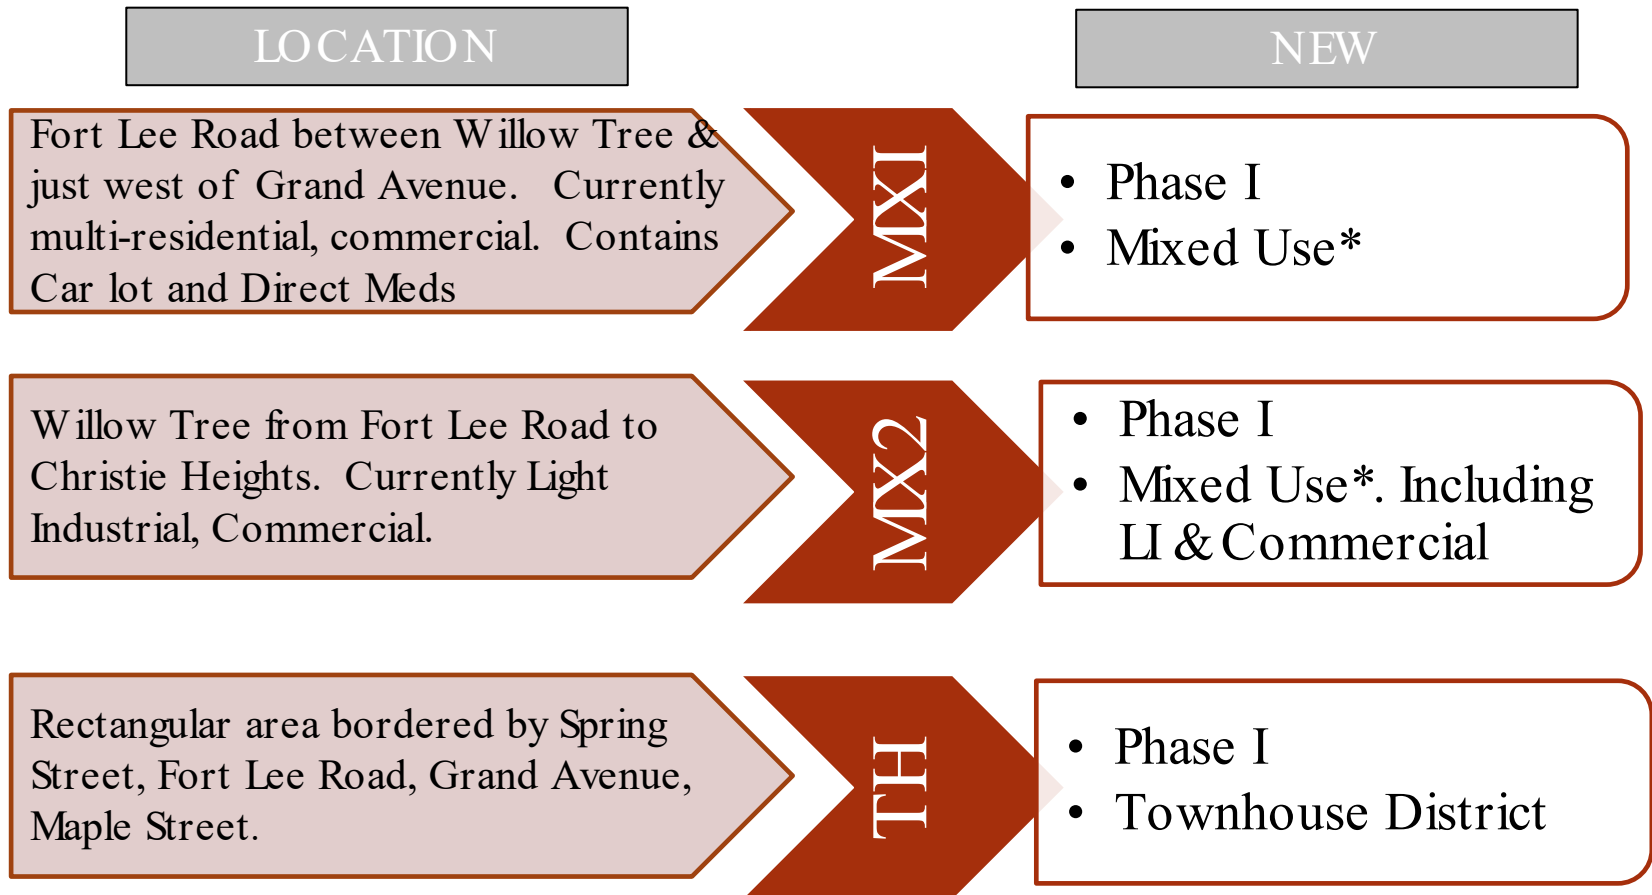 LOCATION
NEW
Fort Lee Road between Willow Tree &
just west of Grand Avenue. Currently
multi-residential, commercial. Contains
Car lot and Direct Meds
MXI
• Phase I
• Mixed Use*
Willow Tree from Fort Lee Road to
Christie Heights. Currently Light
Industrial, Commercial.
MX2
• Phase I
• Mixed Use*. Including
LI & Commercial
Rectangular area bordered by Spring
Street, Fort Lee Road, Grand Avenue,
Maple Street.
TH
• Phase I
• Townhouse District